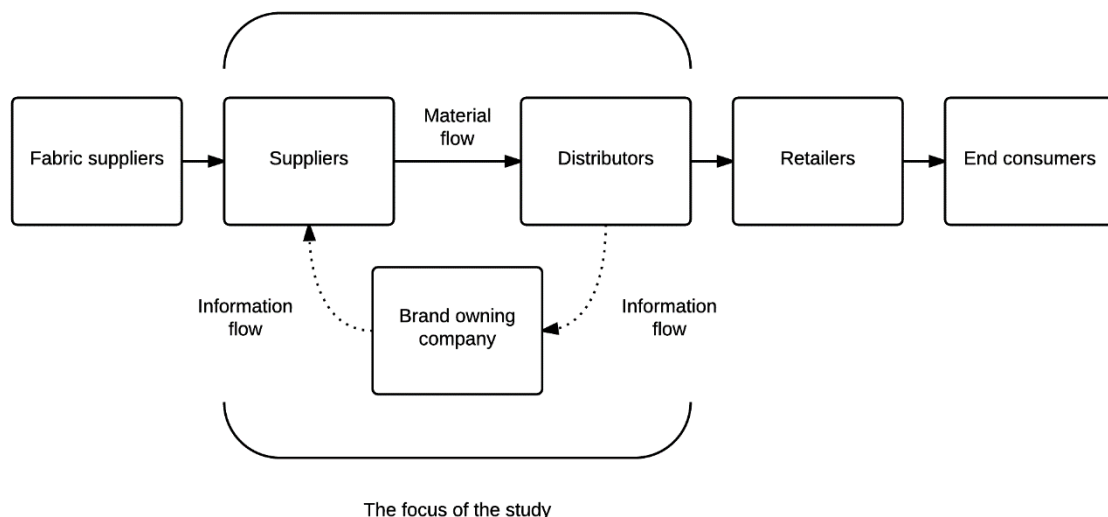 Fabric suppliers
Suppliers
Material
flow
Distributors
Retailers
End consumers
Information
flow
Brand owning
company
Information
flow
The focus of the study